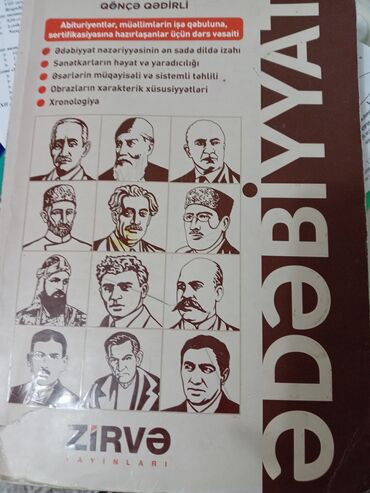 QÖNÇƏ QƏDİRLİ
Abituriyentlər, müəllimlərin işə qəbuluna,
sertifikasiyasına hazırlaşanlar üçün dərs vəsaiti
Ədəbiyyat nəzəriyyəsinin ən sadə dildə izahı
Sənətkarların həyat və yaradıcılığı
Əsərlərin müqayisəli və sistemli təhlili
Obrazların xarakterik xüsusiyyətləri
Xronologiya
ƏDƏBİYYAT
ZİRVƏ
YAYINLARI